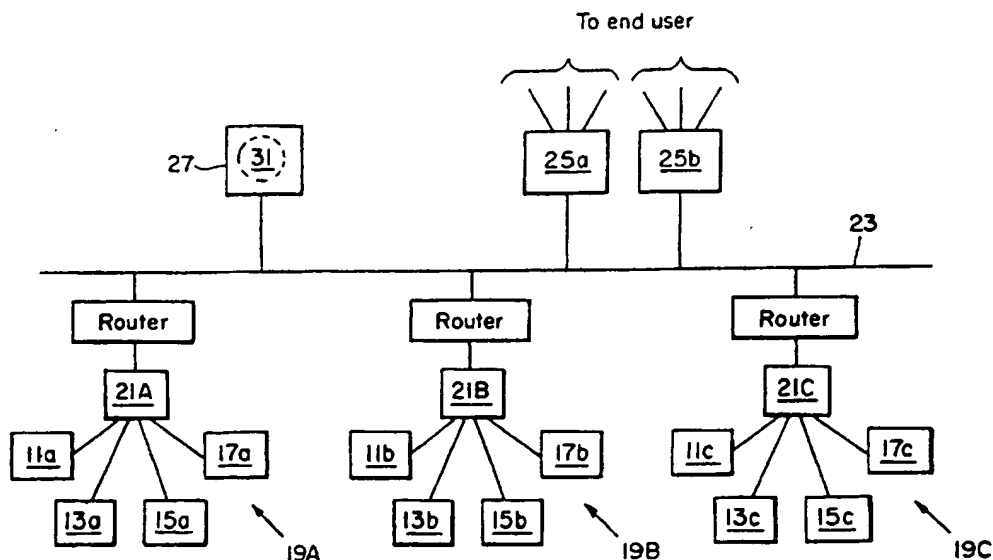 To end user
27
31
25a
25b
23
Router
Router
Router
21A
21B
21C
11a
17a
11b
17b
11c
17c
13a
15a
13b
15b
13c
15c
19A
19B
19C